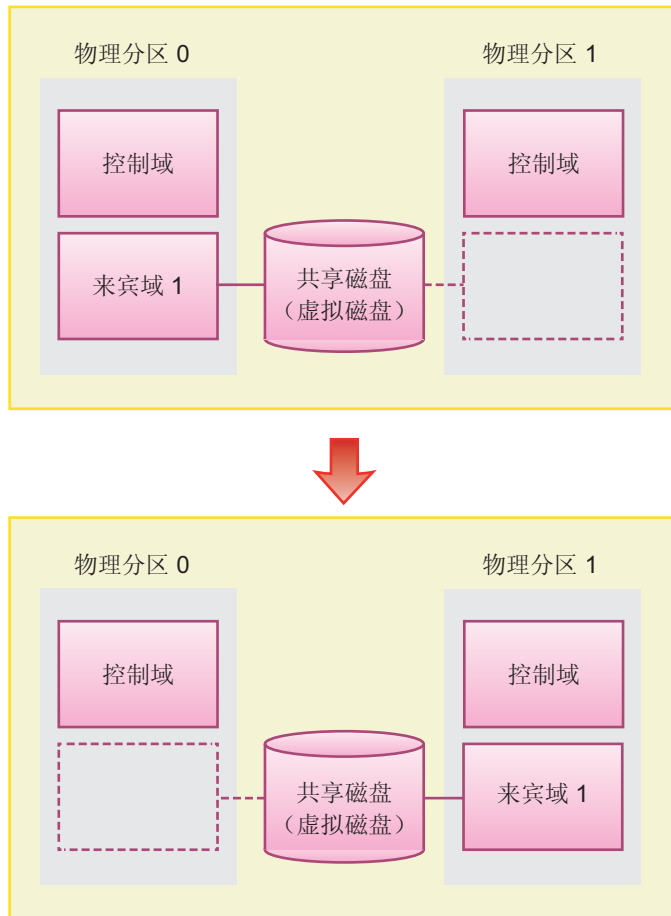 物理分区 0
物理分区 1
控制域
控制域
来宾域 1
共享磁盘
（虚拟磁盘）
物理分区 0
物理分区 1
控制域
控制域
共享磁盘
（虚拟磁盘）
来宾域 1